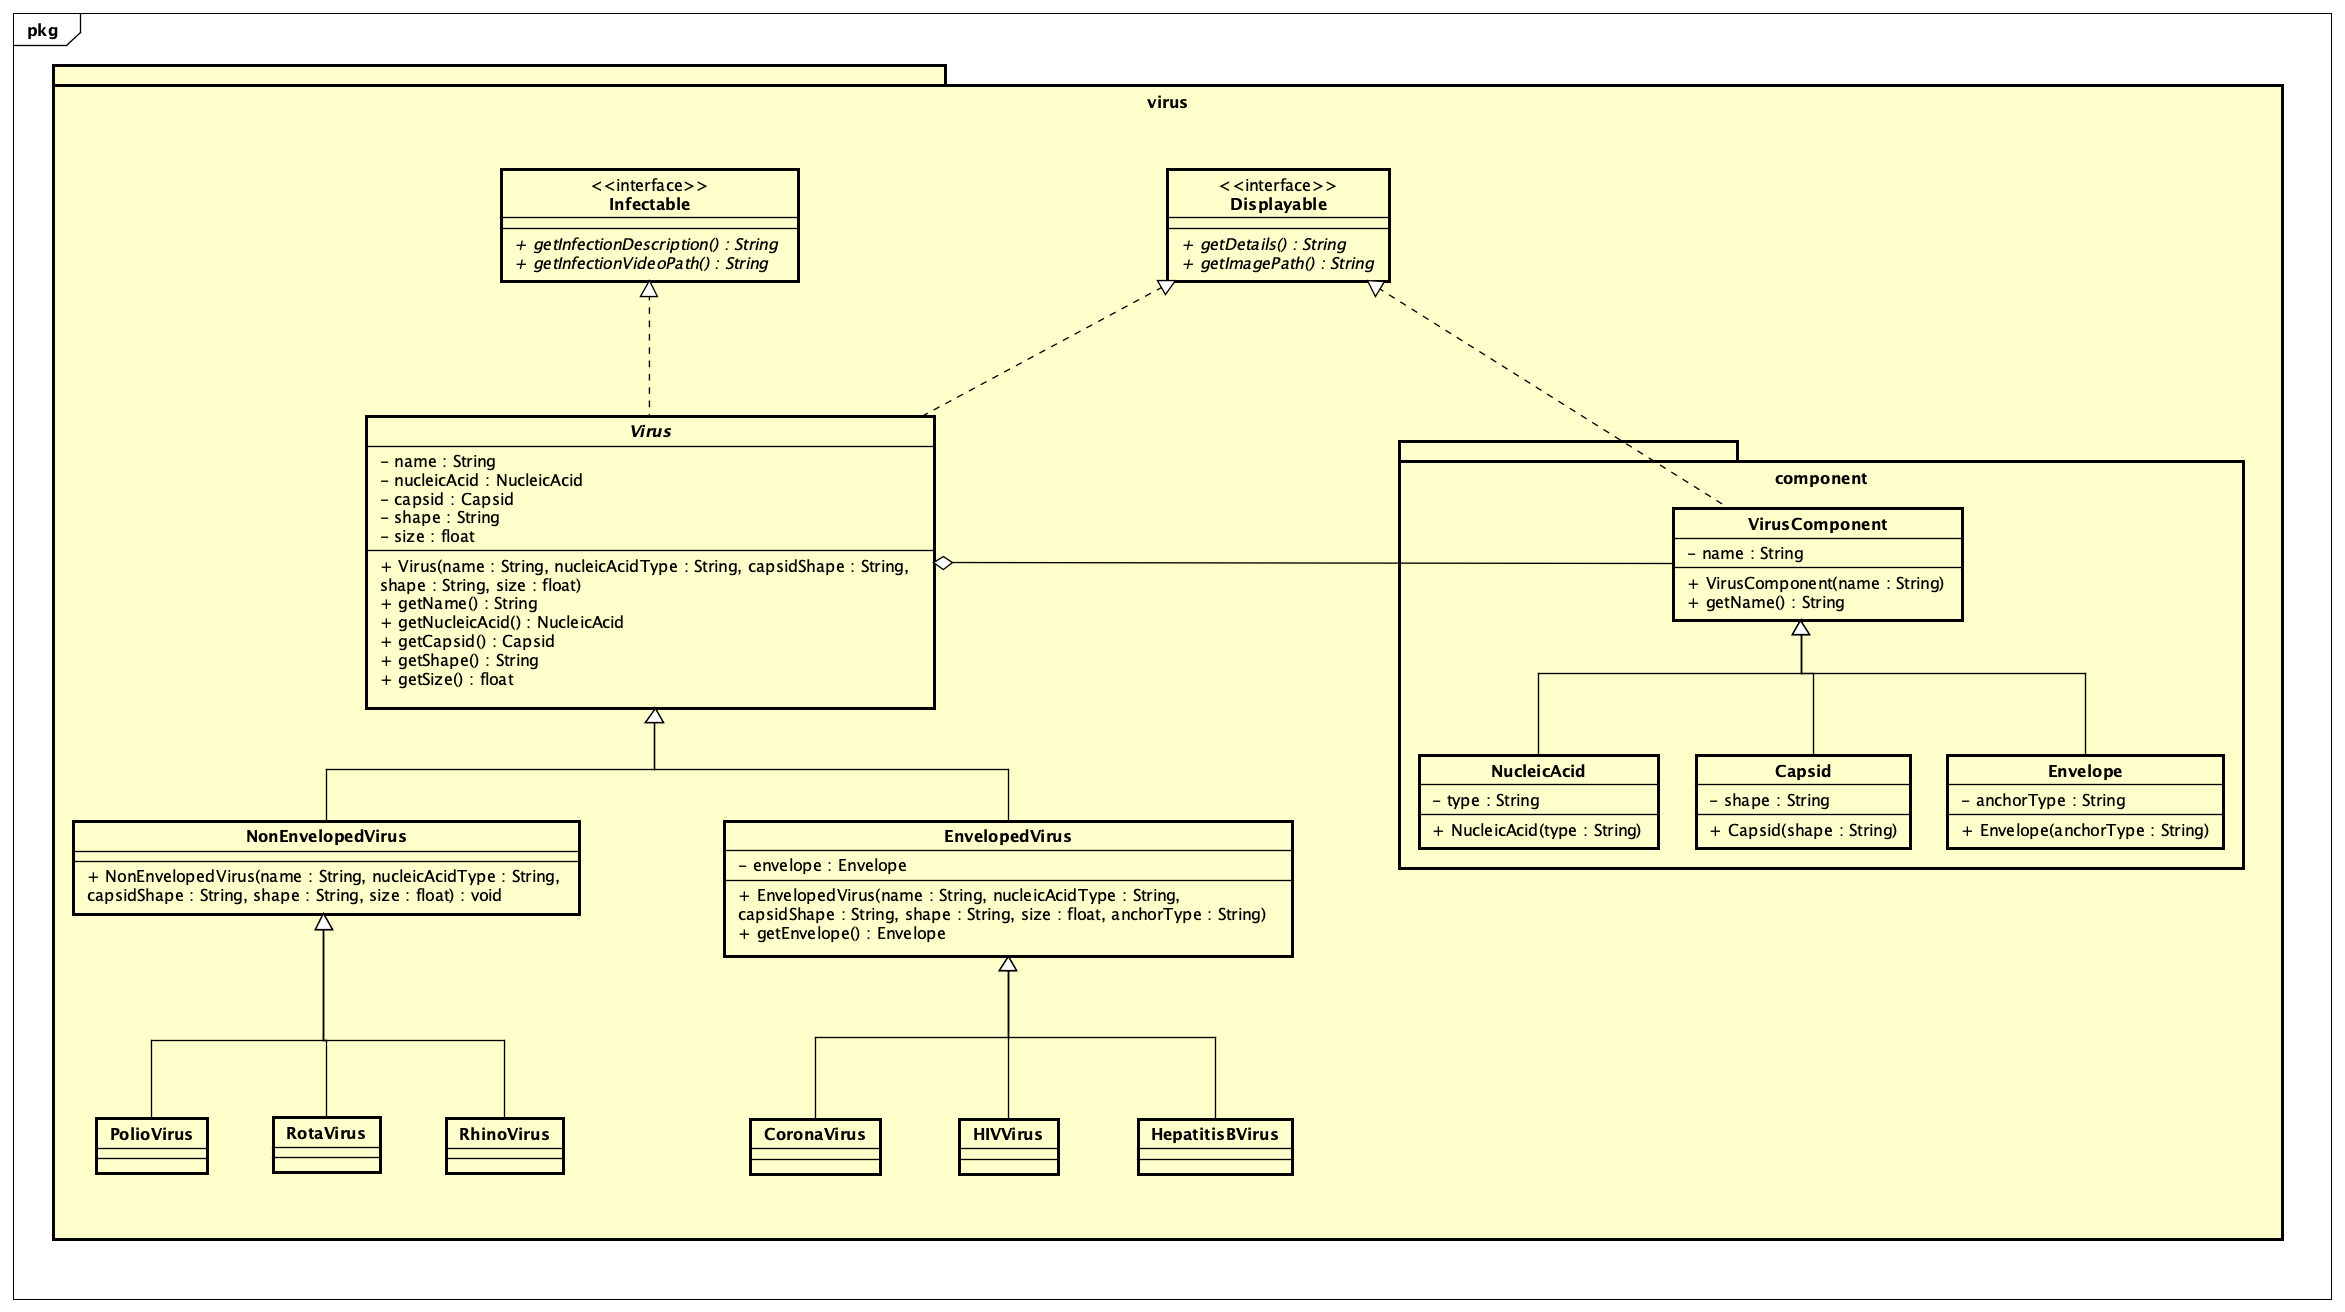 pkg
virus
<<interface>>
Infectable
+ getInfectionDescription() : String
+ getInfectionVideoPath() : String
<<interface>>
Displayable
+ getDetails() : String
+ getImagePath() : String
Virus
- name : String
- nucleicAcid : NucleicAcid
- capsid : Capsid
- shape : String
- size : float
+ Virus(name : String, nucleicAcidType : String, capsidShape : String,
shape : String, size : float)
+ getName() : String
+ getNucleicAcid() : NucleicAcid
+ getCapsid() : Capsid
+ getShape() : String
+ getSize() : float
component
VirusComponent
- name : String
+ VirusComponent(name : String)
+ getName() : String
NucleicAcid
- type : String
+ NucleicAcid(type : String)
Capsid
- shape : String
+ Capsid(shape : String)
Envelope
- anchorType : String
+ Envelope(anchorType : String)
NonEnvelopedVirus
+ NonEnvelopedVirus(name : String, nucleicAcidType : String,
capsidShape : String, shape : String, size : float) : void
EnvelopedVirus
- envelope : Envelope
+ EnvelopedVirus(name : String, nucleicAcidType : String,
capsidShape : String, shape : String, size : float, anchorType : String)
+ getEnvelope() : Envelope
PolioVirus
RotaVirus
RhinoVirus
CoronaVirus
HIVVirus
HepatitisBVirus